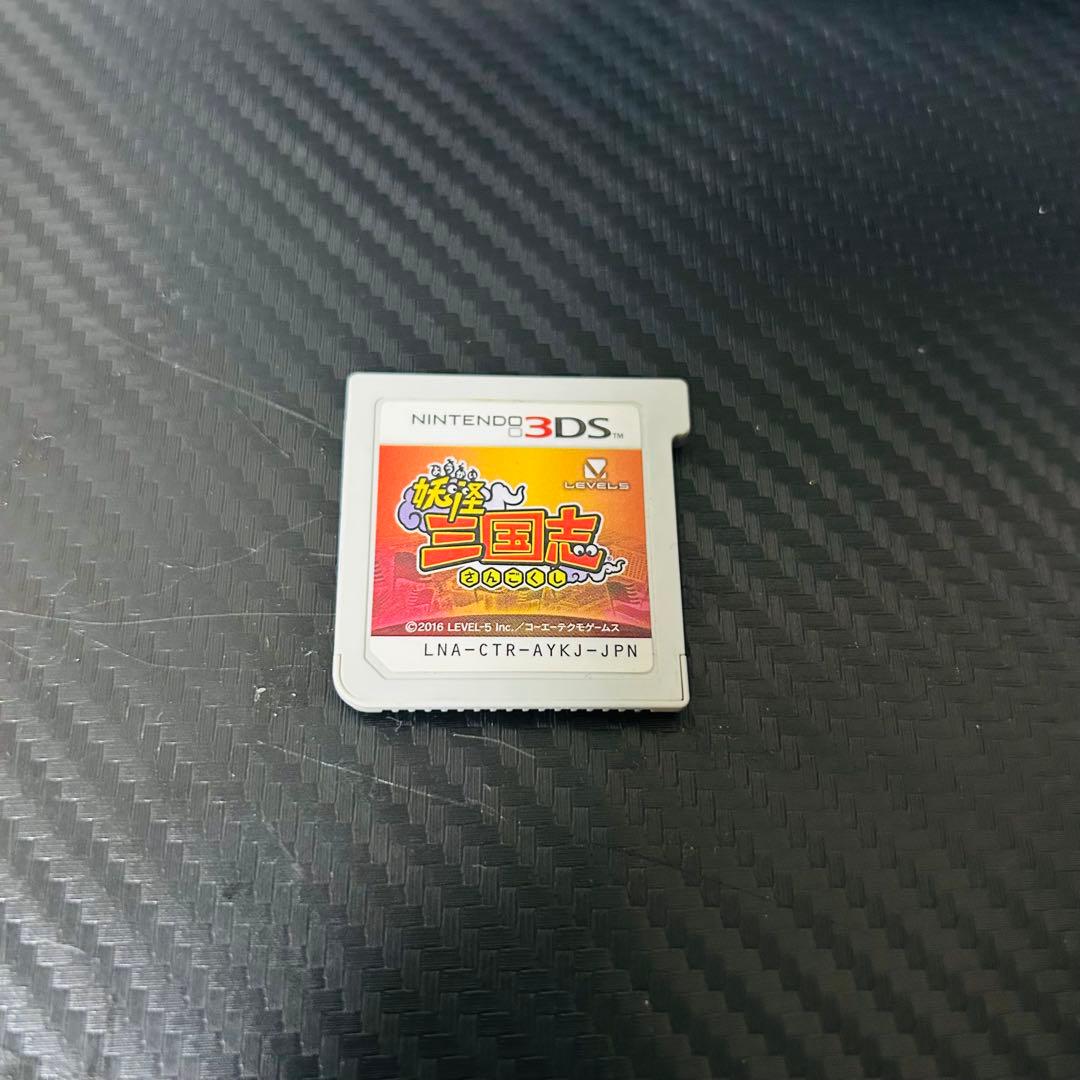 NINTENDO 3DS™
LEVEL5
ようかい
妖怪
三国志
さんごくし
©2016 LEVEL-5 Inc.／コーエーテクモゲームス
LNA-CTR-AYKJ-JPN